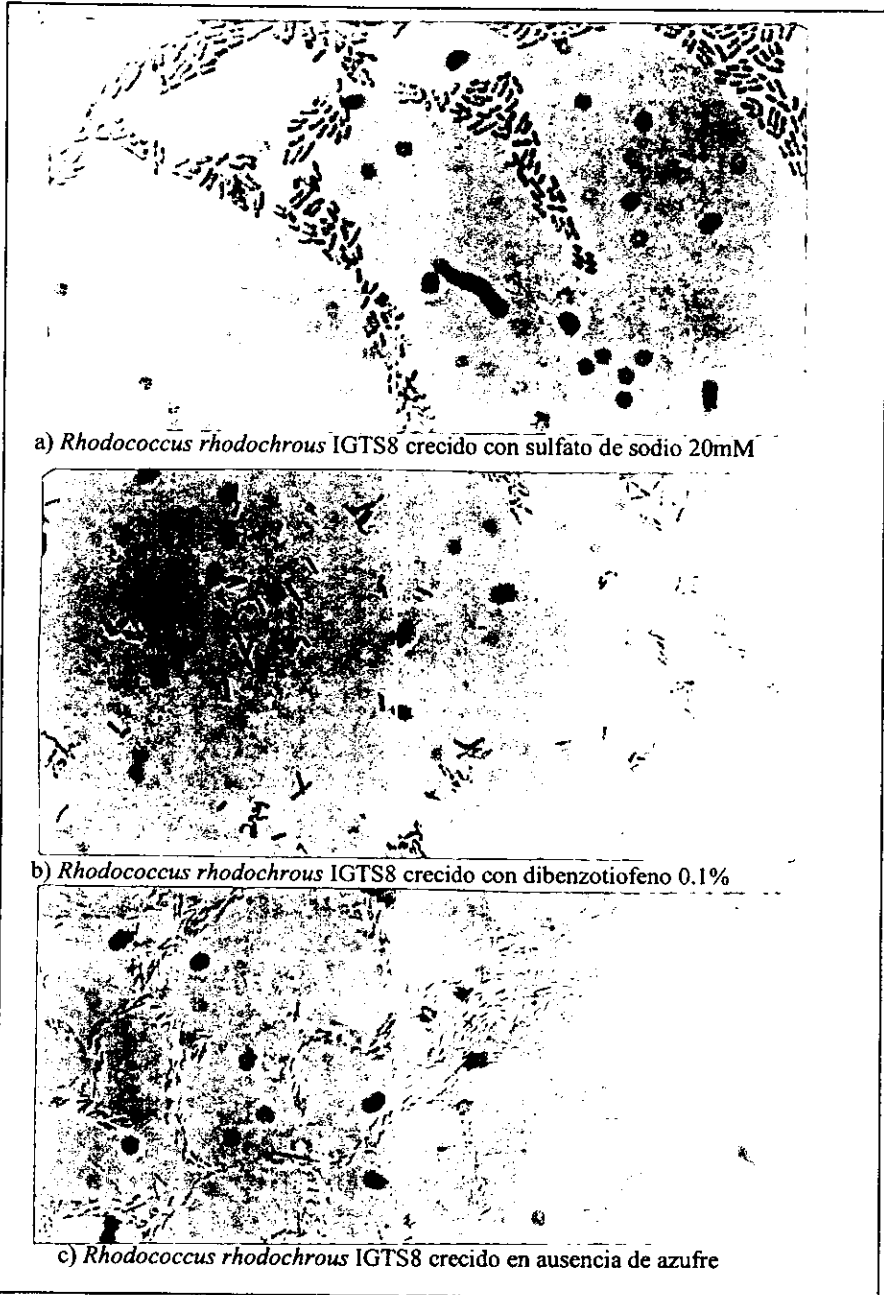 a) Rhodococcus rhodochrous IGTS8 crecido con sulfato de sodio 20mM
b) Rhodococcus rhodochrous IGTS8 crecido con dibenzotiofeno 0.1%
c) Rhodococcus rhodochrous IGTS8 crecido en ausencia de azufre